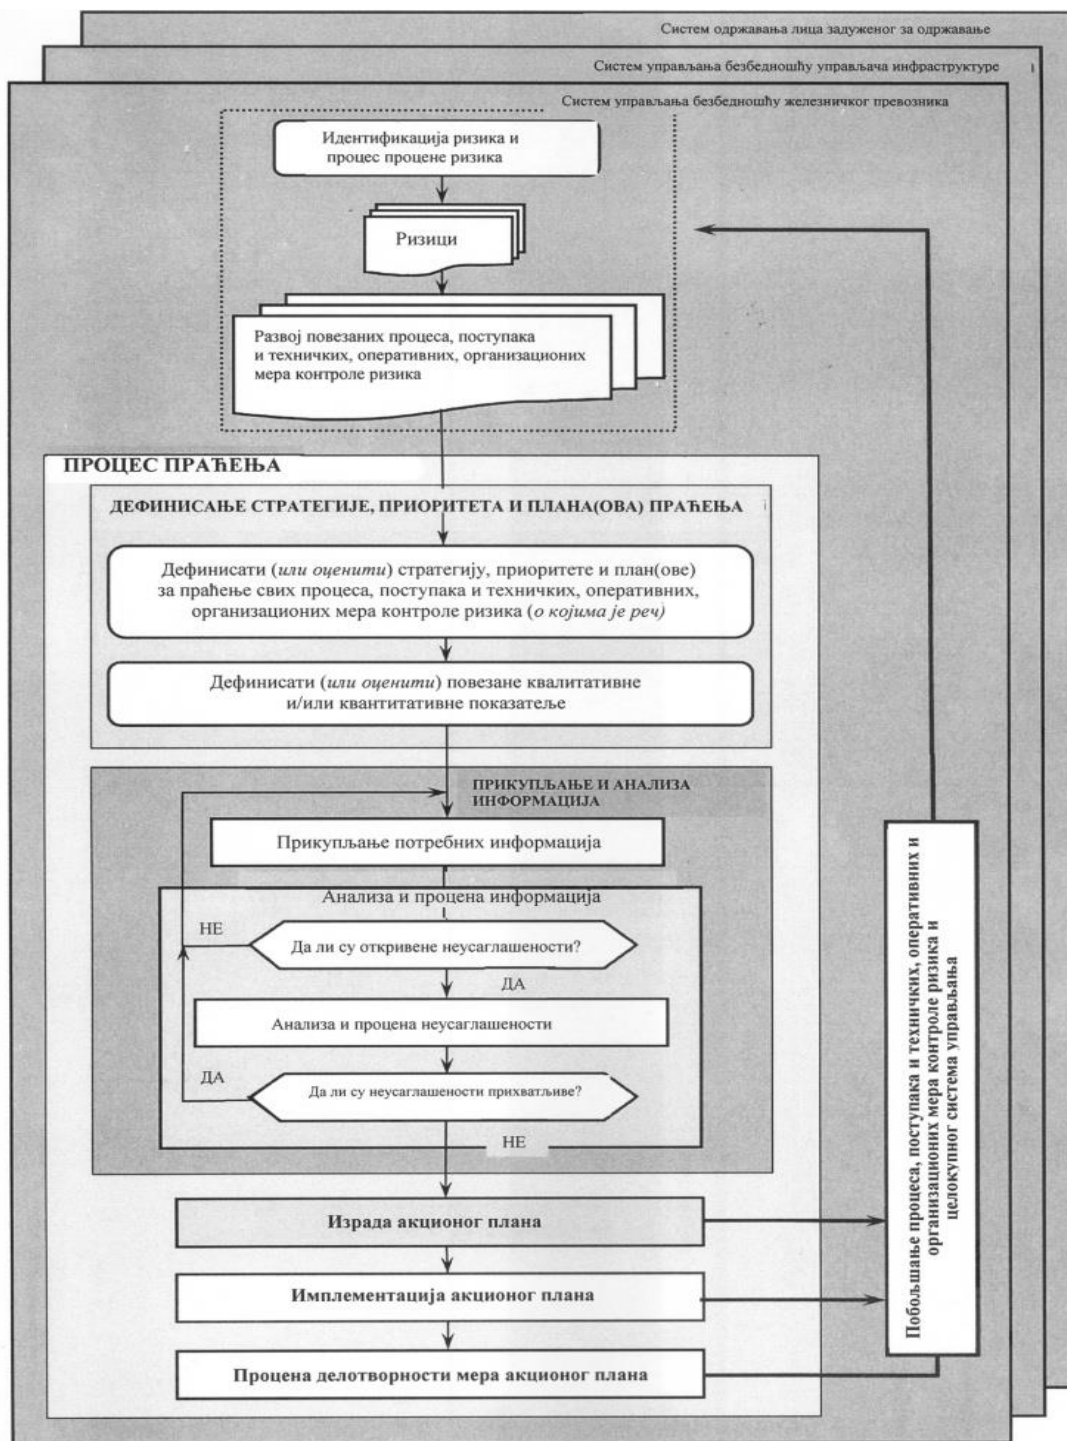 Систем одржавања лица задуженог за одржавање
Систем управљања безбедношћу управљача инфраструктуре
Систем управљања безбедношћу железничког превозника
Идентификација ризика и
процес процене ризика
Ризици
Развој повезаних процеса, поступака
и техничких, оперативних, организационих
мера контроле ризика
ПРОЦЕС ПРАЋЕЊА
ДЕФИНИСАЊЕ СТРАТЕГИЈЕ, ПРИОРИТЕТА И ПЛАНА(ОВА) ПРАЋЕЊА
Дефинисати (или оценити) стратегију, приоритете и план(ове)
за праћење свих процеса, поступака и техничких, оперативних,
организационих мера контроле ризика (о којима је реч)
Дефинисати (или оценити) повезане квалитативне
и/или квантитативне показатеље
ПРИКУПЉАЊЕ И АНАЛИЗА
ИНФОРМАЦИЈА
Прикупљање потребних информација
Анализа и процена информација
НЕ
Да ли су откривене неусаглашености?
ДА
Анализа и процена неусаглашености
ДА
Да ли су неусаглашености прихватљиве?
НЕ
Израда акционог плана
Имплементација акционог плана
Процена делотворности мера акционог плана
Побољшање процеса, поступака и техничких, оперативних и
организационих мера контроле ризика и
целокупног система управљања